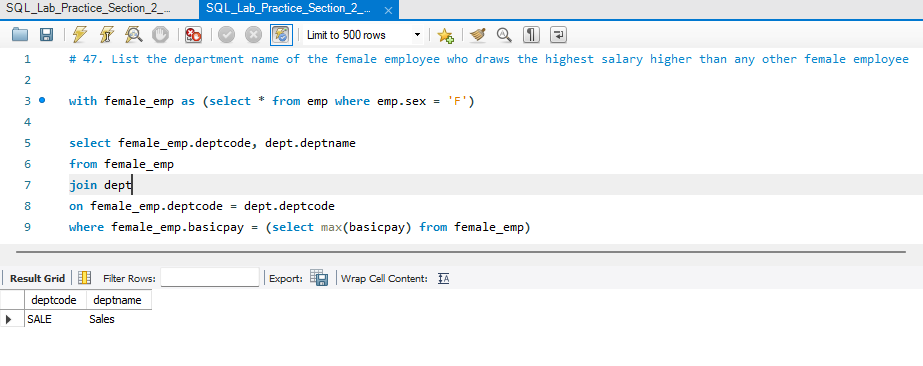 SQL_Lab_Practice_Section_2_...
SQL_Lab_Practice_Section_2_...
Limit to 500 rows
1 # 47. List the department name of the female employee who draws the highest salary higher than any other female employee
2
3 with female_emp as (select * from emp where emp.sex = 'F')
4
5 select female_emp.deptcode, dept.deptname
6 from female_emp
7 join dept
8 on female_emp.deptcode = dept.deptcode
9 where female_emp.basicpay = (select max(basicpay) from female_emp)
Result Grid Filter Rows: Export: Wrap Cell Content:
deptcode deptname
SALE Sales